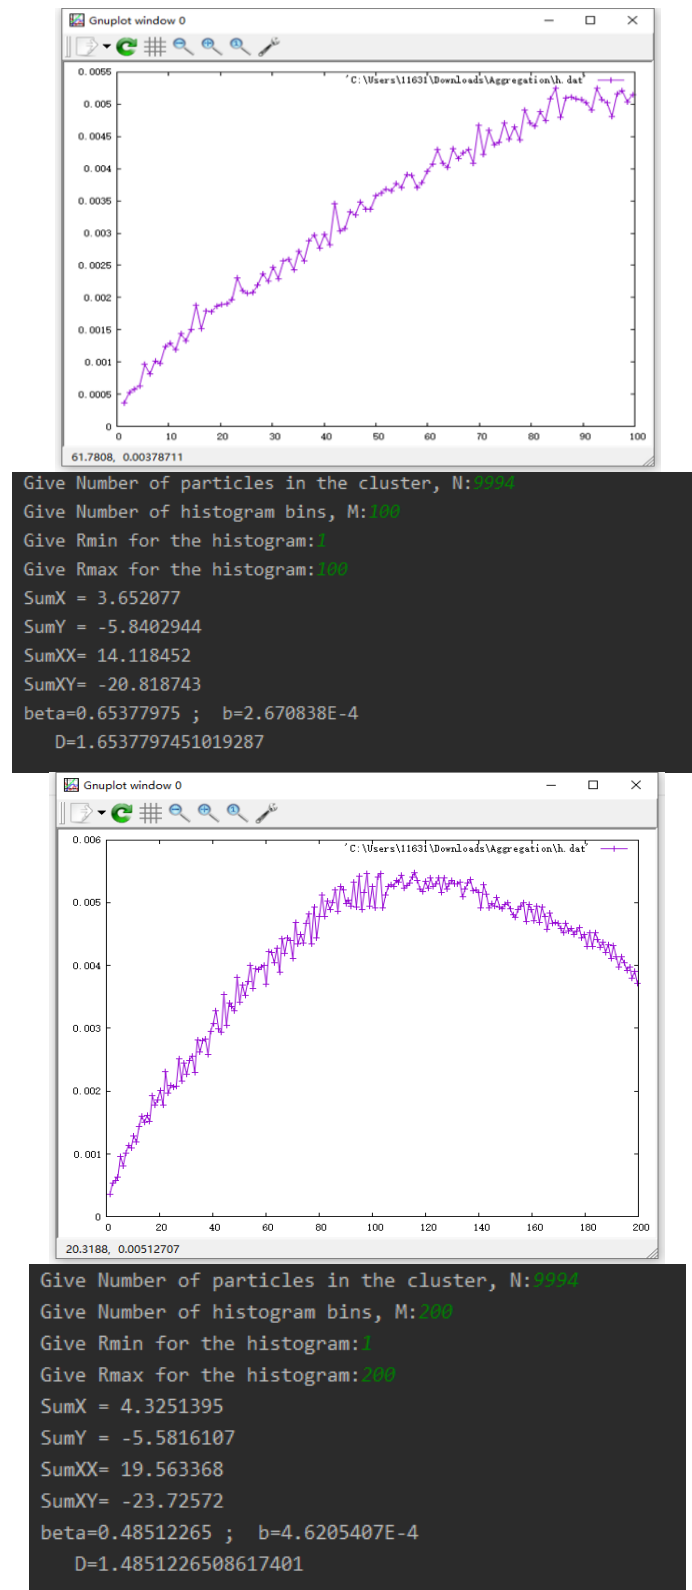 Gnuplot window 0
'C:\Users\11631\Downloads\Aggregation\h.dat'
0.0055
0.005
0.0045
0.004
0.0035
0.003
0.0025
0.002
0.0015
0.001
0.0005
0
0 10 20 30 40 50 60 70 80 90 100
61.7808, 0.00378711
Give Number of particles in the cluster, N:9994
Give Number of histogram bins, M:100
Give Rmin for the histogram:1
Give Rmax for the histogram:100
SumX = 3.652077
SumY = -5.8402944
SumXX= 14.118452
SumXY= -20.818743
beta=0.65377975 ;  b=2.670838E-4
D=1.6537797451019287
Gnuplot window 0
'C:\Users\11631\Downloads\Aggregation\h.dat'
0.006
0.005
0.004
0.003
0.002
0.001
0
0 20 40 60 80 100 120 140 160 180 200
20.3188, 0.00512707
Give Number of particles in the cluster, N:9994
Give Number of histogram bins, M:200
Give Rmin for the histogram:1
Give Rmax for the histogram:200
SumX = 4.3251395
SumY = -5.5816107
SumXX= 19.563368
SumXY= -23.72572
beta=0.48512265 ;  b=4.6205407E-4
D=1.4851226508617401